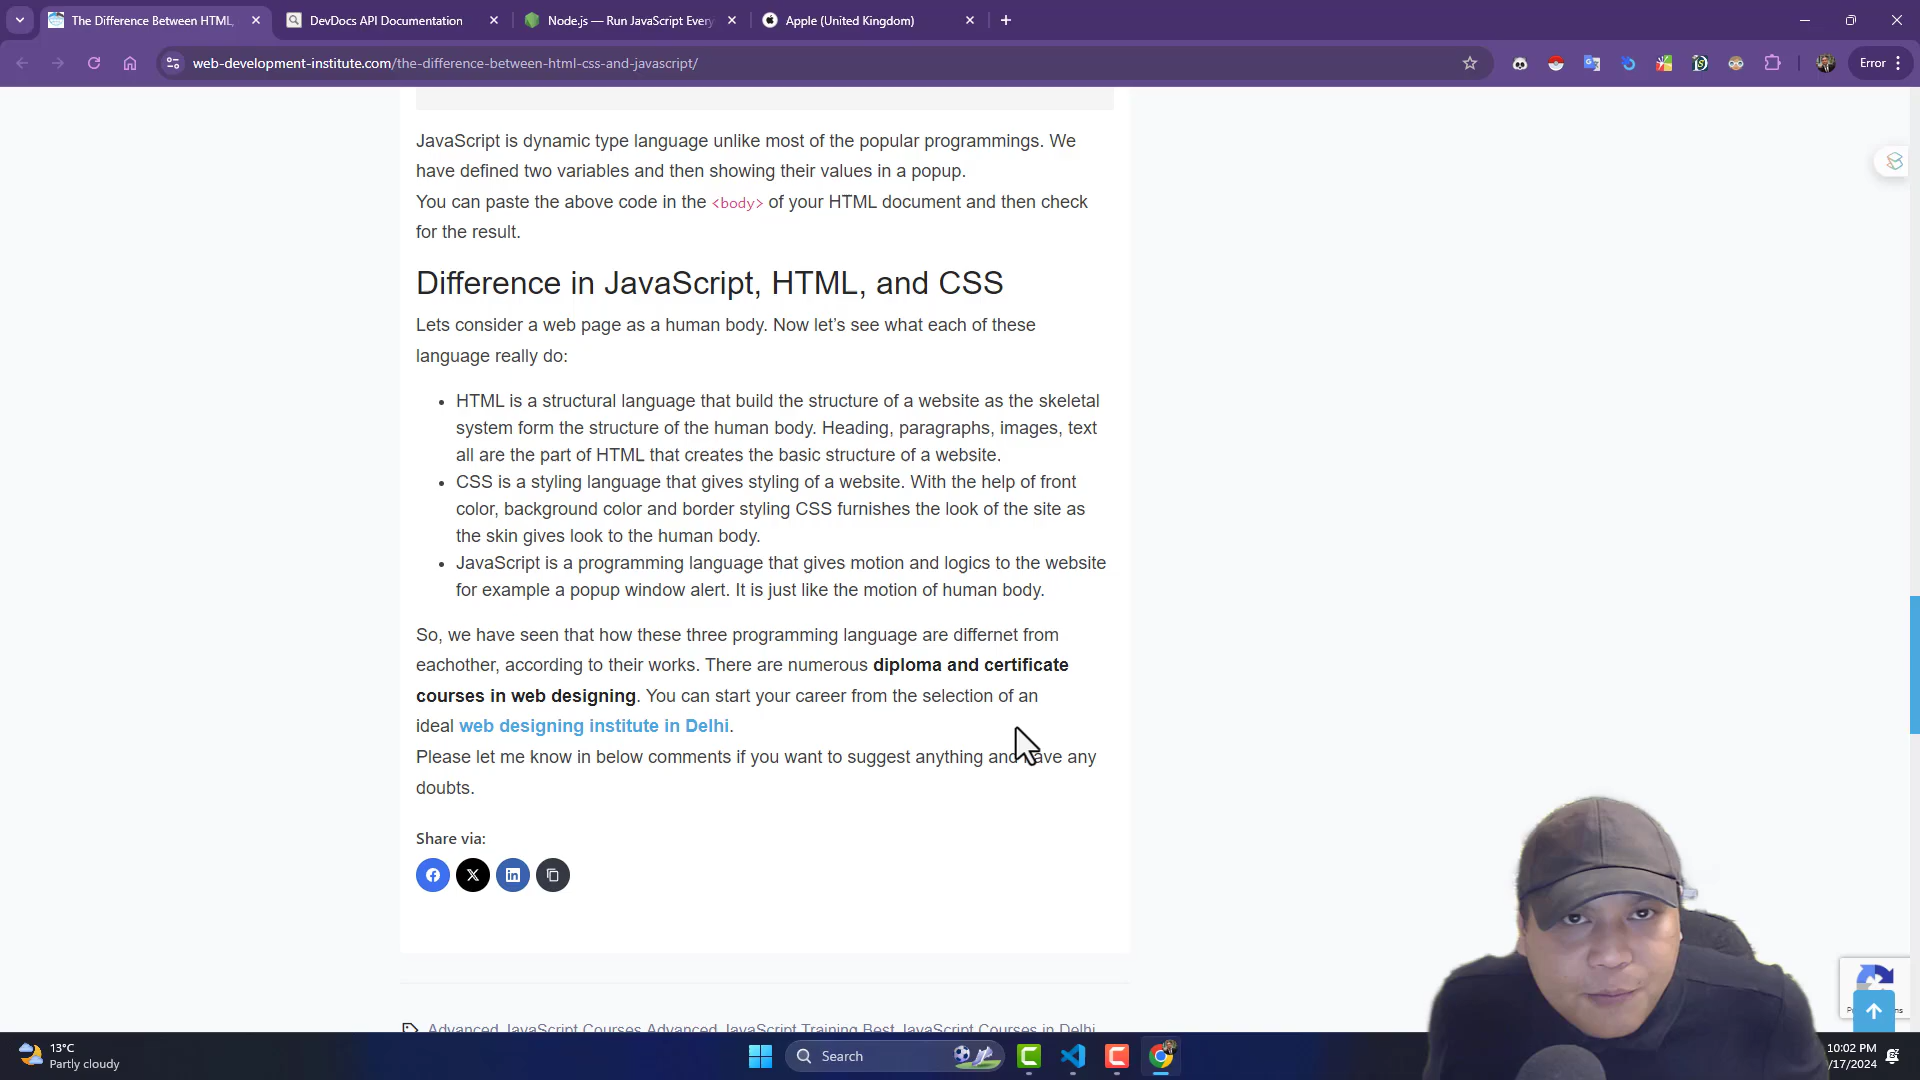 The Difference Between HTML,
DevDocs API Documentation
Node.js — Run JavaScript Every
Apple (United Kingdom)
web-development-institute.com/the-difference-between-html-css-and-javascript/
Error
JavaScript is dynamic type language unlike most of the popular programmings. We
have defined two variables and then showing their values in a popup.
You can paste the above code in the <body> of your HTML document and then check
for the result.
Difference in JavaScript, HTML, and CSS
Lets consider a web page as a human body. Now let’s see what each of these
language really do:
• HTML is a structural language that build the structure of a website as the skeletal
system form the structure of the human body. Heading, paragraphs, images, text
all are the part of HTML that creates the basic structure of a website.
• CSS is a styling language that gives styling of a website. With the help of front
color, background color and border styling CSS furnishes the look of the site as
the skin gives look to the human body.
• JavaScript is a programming language that gives motion and logics to the website
for example a popup window alert. It is just like the motion of human body.
So, we have seen that how these three programming language are differnet from
eachother, according to their works. There are numerous diploma and certificate
courses in web designing. You can start your career from the selection of an
ideal web designing institute in Delhi.
Please let me know in below comments if you want to suggest anything and have any
doubts.
Share via:
Advanced JavaScript Courses Advanced JavaScript Training Best JavaScript Courses in Delhi
13°C
Partly cloudy
Search
10:02 PM
/17/2024